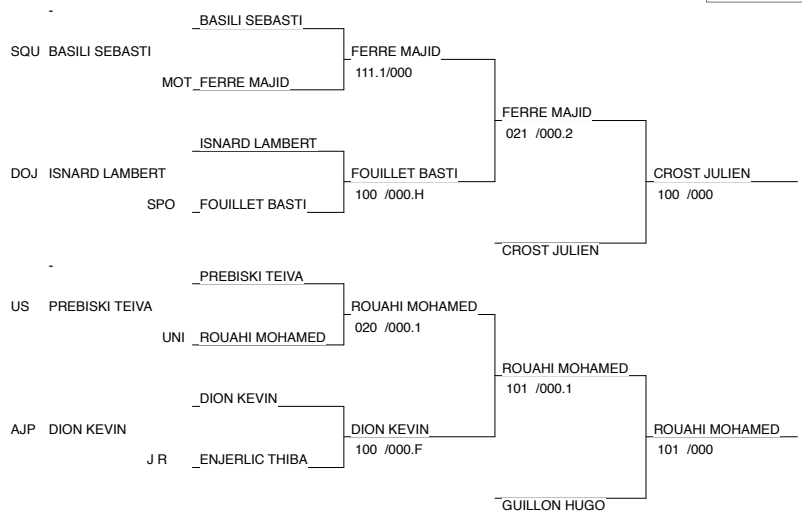 -
BASILI SEBASTI
SQU BASILI SEBASTI
FERRE MAJID
111.1/000
MOT FERRE MAJID
FERRE MAJID
021 /000.2
ISNARD LAMBERT
DOJ ISNARD LAMBERT
FOUILLET BASTI
100 /000.H
CROST JULIEN
100 /000
SPO FOUILLET BASTI
CROST JULIEN
-
PREBISKI TEIVA
US PREBISKI TEIVA
ROUAHI MOHAMED
020 /000.1
UNI ROUAHI MOHAMED
ROUAHI MOHAMED
101 /000.1
DION KEVIN
AJP DION KEVIN
DION KEVIN
100 /000.F
ROUAHI MOHAMED
101 /000
J R ENJERLIC THIBA
GUILLON HUGO